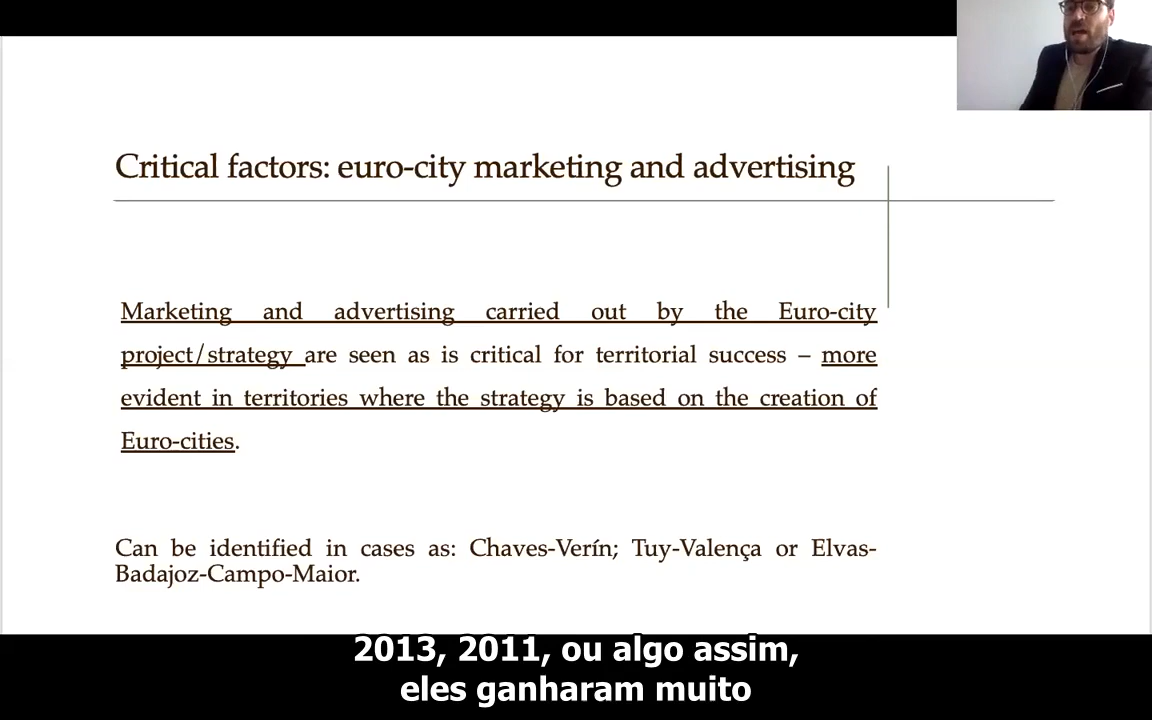 Critical factors: euro-city marketing and advertising
Marketing and advertising carried out by the Euro-city
project/strategy are seen as is critical for territorial success – more
evident in territories where the strategy is based on the creation of
Euro-cities.
Can be identified in cases as: Chaves-Verín; Tuy-Valença or Elvas-
Badajoz-Campo-Maior.
2013, 2011, ou algo assim,
eles ganharam muito